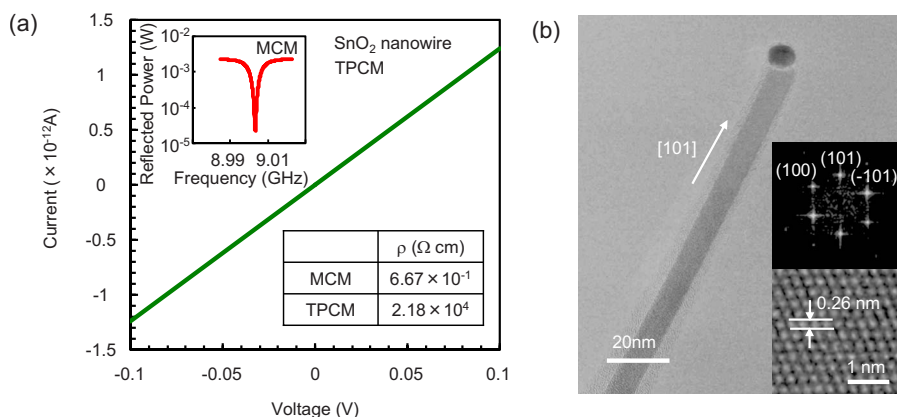 (a)
1.5
1
0.5
0
-0.5
-1
-1.5
Current ( × 10⁻¹²A)
-0.1
-0.05
0
0.05
0.1
Voltage (V)
SnO₂ nanowire
TPCM
MCM
10⁻²
10⁻³
10⁻⁴
10⁻⁵
Reflected Power (W)
8.99 9.01
Frequency (GHz)
ρ (Ω cm)
MCM 6.67 × 10⁻¹
TPCM 2.18 × 10⁴
(b)
[101]
20nm
(100) (101) (-101)
0.26 nm
1 nm